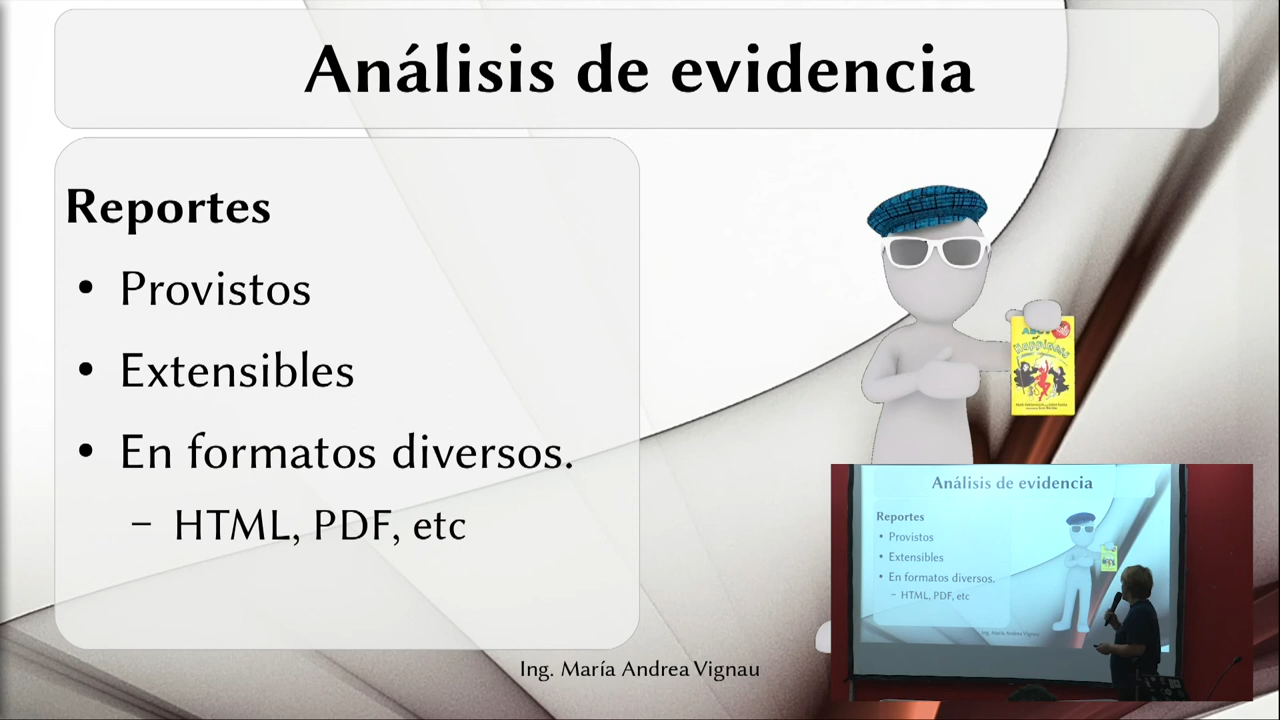 Análisis de evidencia
Reportes
• Provistos
• Extensibles
• En formatos diversos.
– HTML, PDF, etc
Ing. María Andrea Vignau
Análisis de evidencia
Reportes
• Provistos
• Extensibles
• En formatos diversos.
– HTML, PDF, etc
Ing. María Andrea Vignau